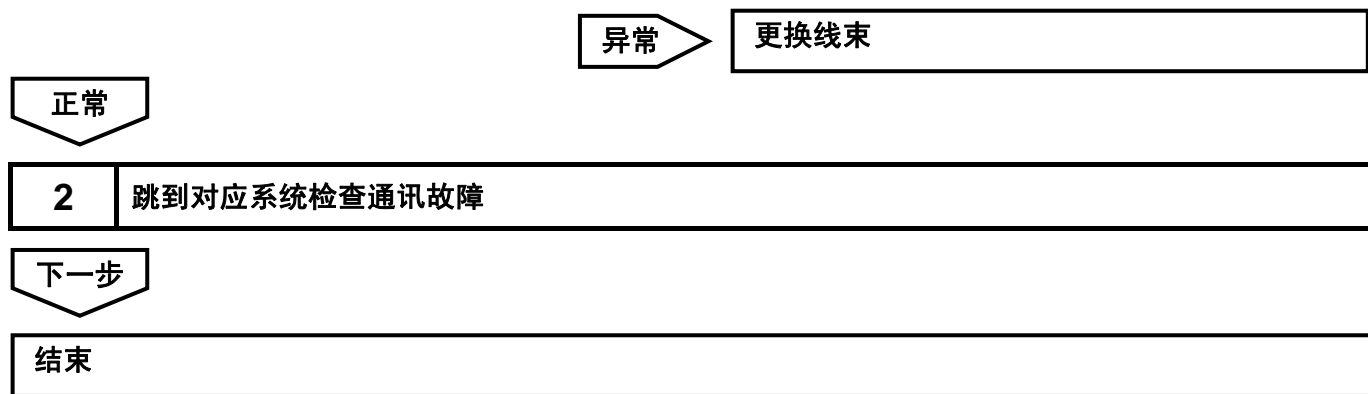 异常
更换线束
正常
2 跳到对应系统检查通讯故障
下一步
结束